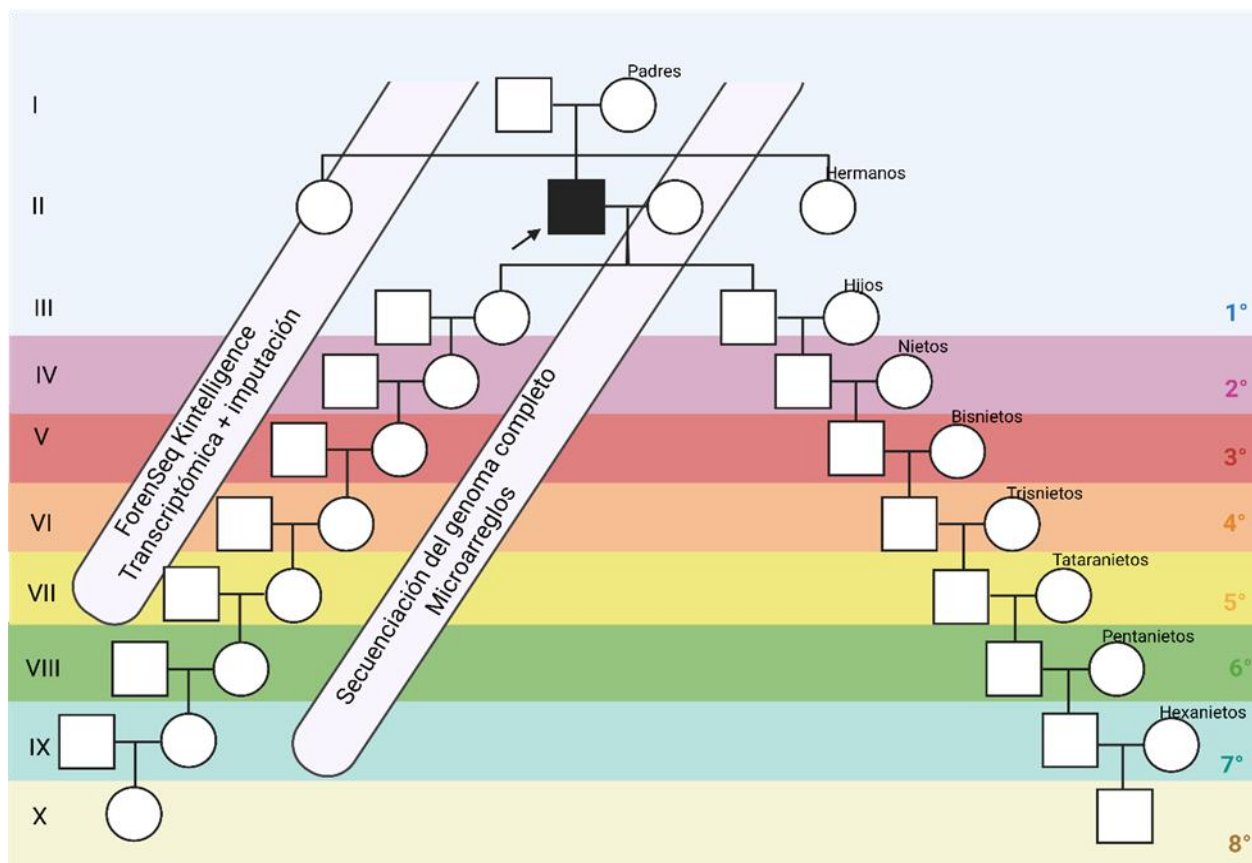 Padres
I
Hermanos
II
Hijos
III
1°
Nietos
IV
2°
Bisnietos
V
3°
Trisnietos
VI
4°
Tataranietos
VII
5°
Pentanietos
VIII
6°
Hexanietos
IX
7°
X
8°
ForenSeq Kintelligence
Transcriptómica + imputación
Secuenciación del genoma completo
Microarreglos